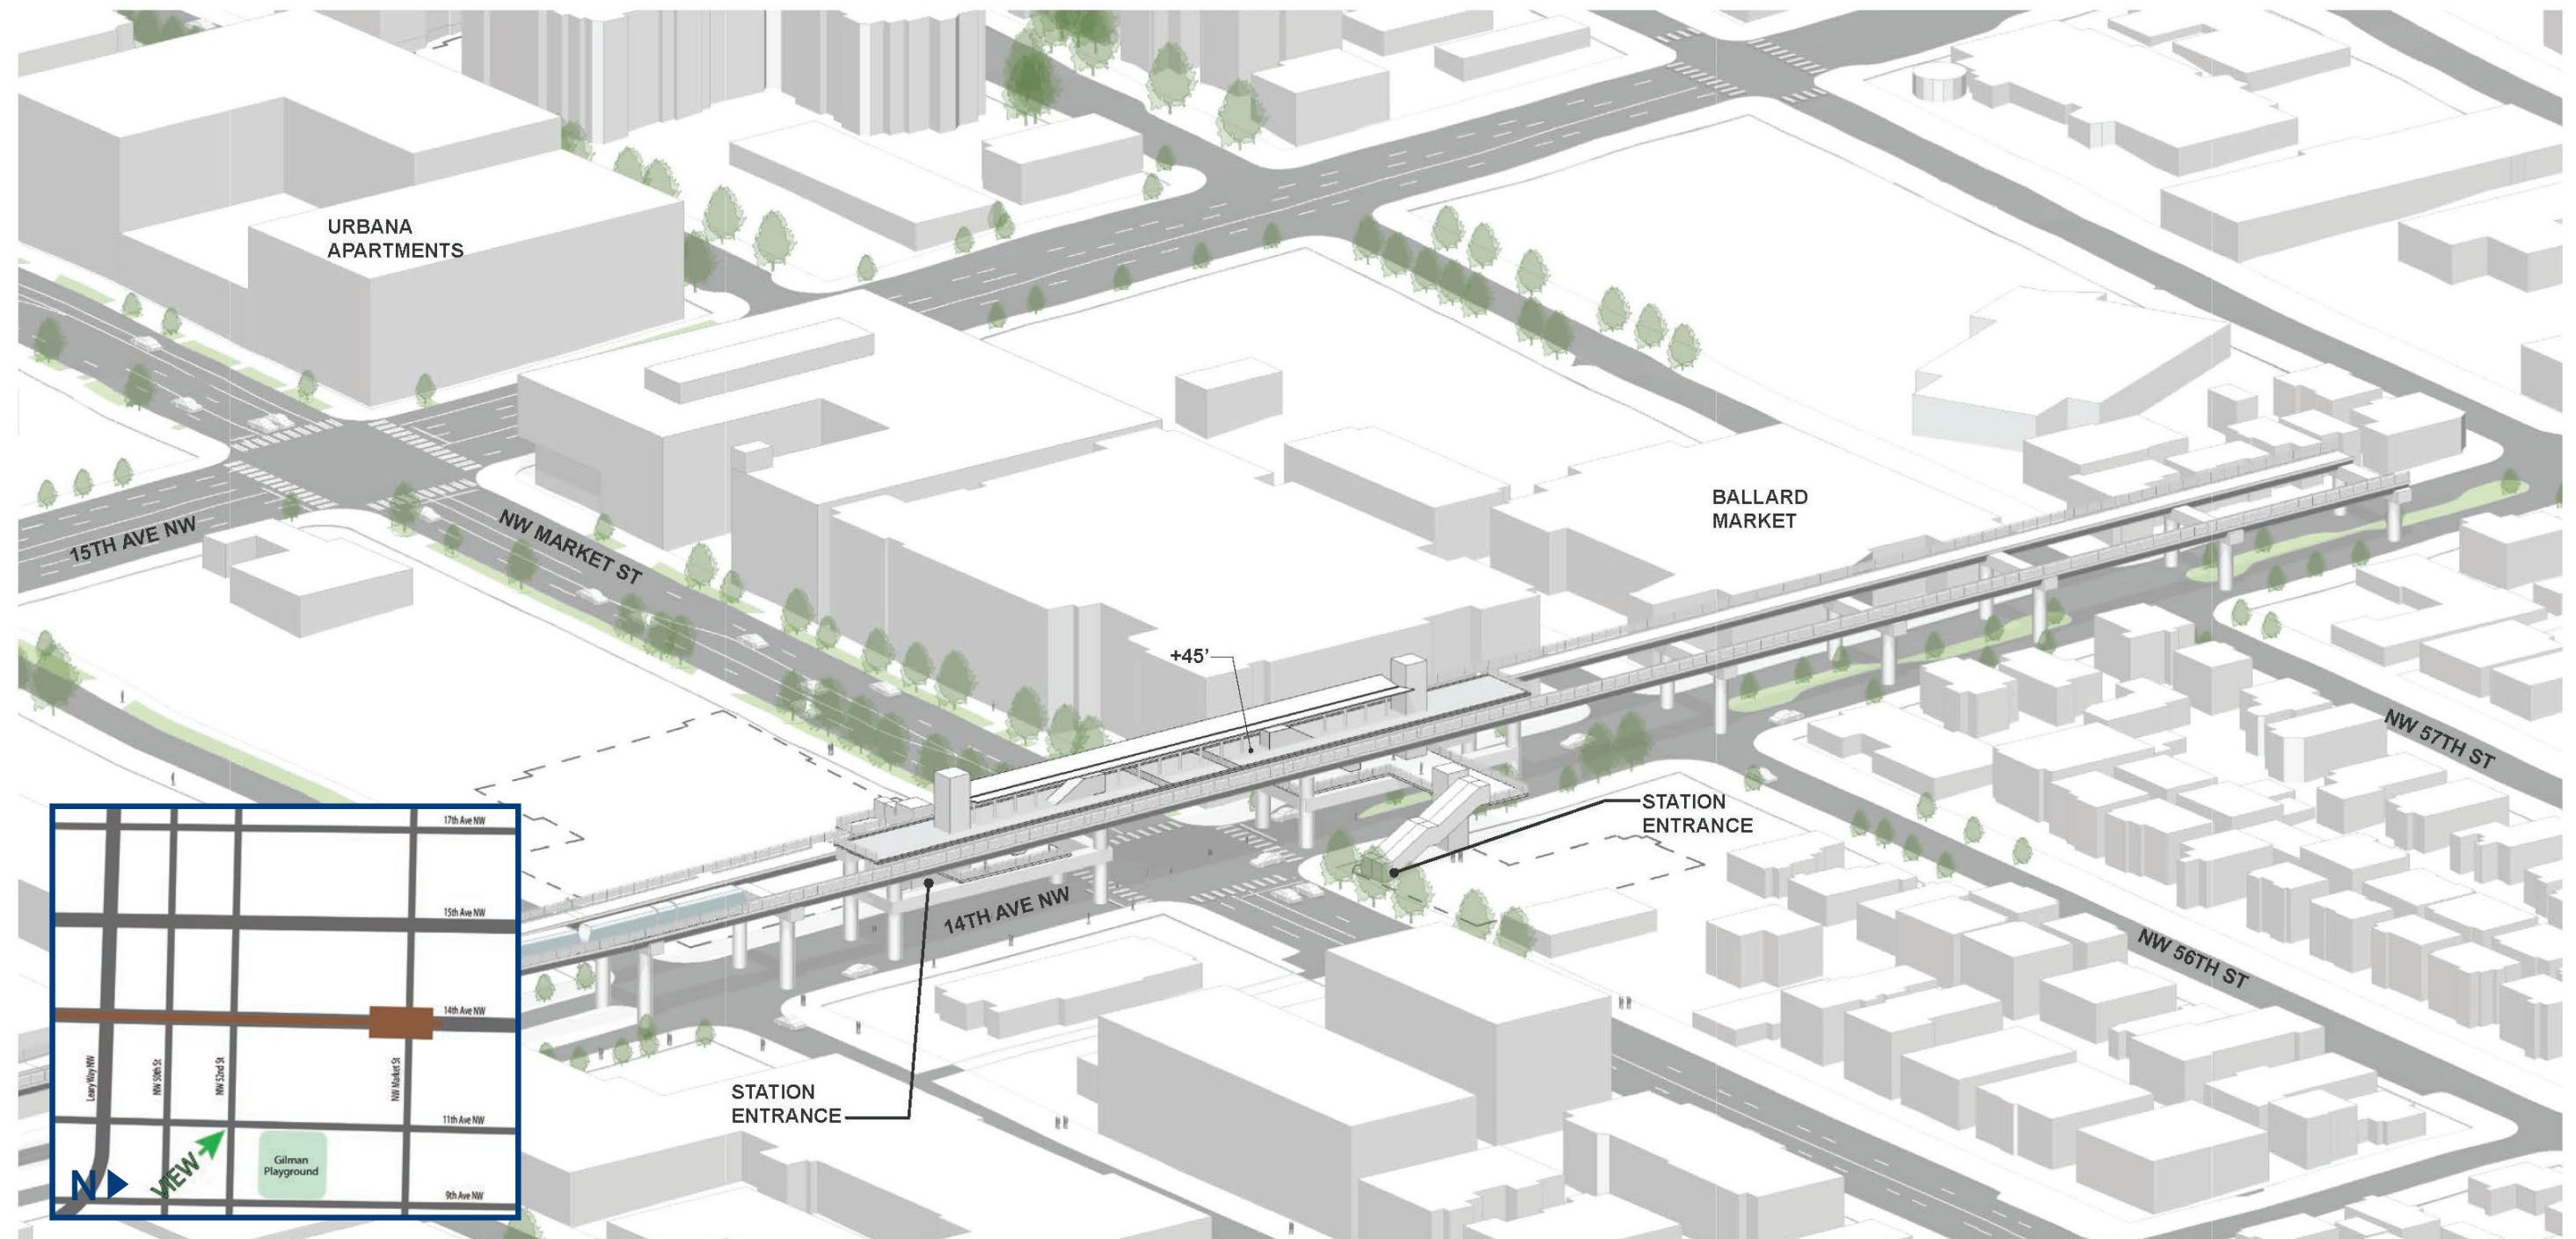 URBANA
APARTMENTS
15TH AVE NW
NW MARKET ST
BALLARD
MARKET
+45'
STATION
ENTRANCE
14TH AVE NW
NW 57TH ST
NW 56TH ST
STATION
ENTRANCE
17th Ave NW
15th Ave NW
14th Ave NW
Leary Way NW
NW 50th St
NW 52nd St
NW Market St
11th Ave NW
Gilman
Playground
VIEW
N
9th Ave NW